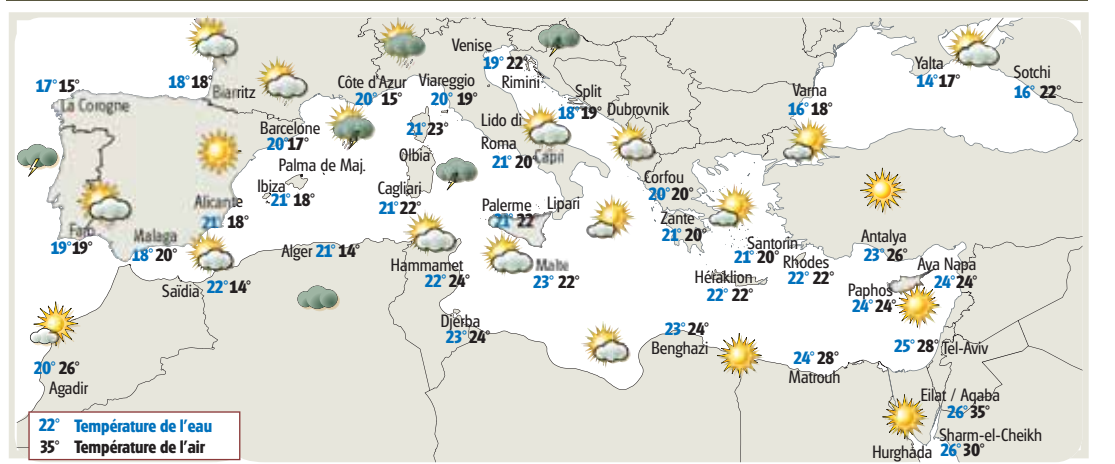 Venise
19° 22°
Rimini
Yalta
14° 17°
Sotchi
16° 22°
17° 15°
La Corogne
18° 18°
Biarritz
Côte d'Azur
20° 15°
Viareggio
20° 19°
Split
18° 19°
Dubrovnik
Varna
16° 18°
Barcelone
20° 17°
21° 23°
Olbia
Lido di
Roma
21° 20°
Capri
Palma de Maj.
Ibiza
21° 18°
Cagliari
21° 22°
Corfou
20° 20°
Alicante
21° 18°
Palerme
21° 22°
Lipari
Zante
21° 20°
Faro
19° 19°
Malaga
18° 20°
Alger 21° 14°
Santorin
21° 20°
Antalya
23° 26°
Hammamet
22° 24°
Malte
23° 22°
Héraklion
22° 22°
Rhodes
22° 22°
Aya Napa
24° 24°
Paphos
24° 24°
Saïdia
22° 14°
Djerba
23° 24°
23° 24°
Benghazi
25° 28°
Tel-Aviv
24° 28°
Matrouh
20° 26°
Agadir
Eilat / Aqaba
26° 35°
Sharm-el-Cheikh
26° 30°
Hurghada
22° Température de l'eau
35° Température de l'air